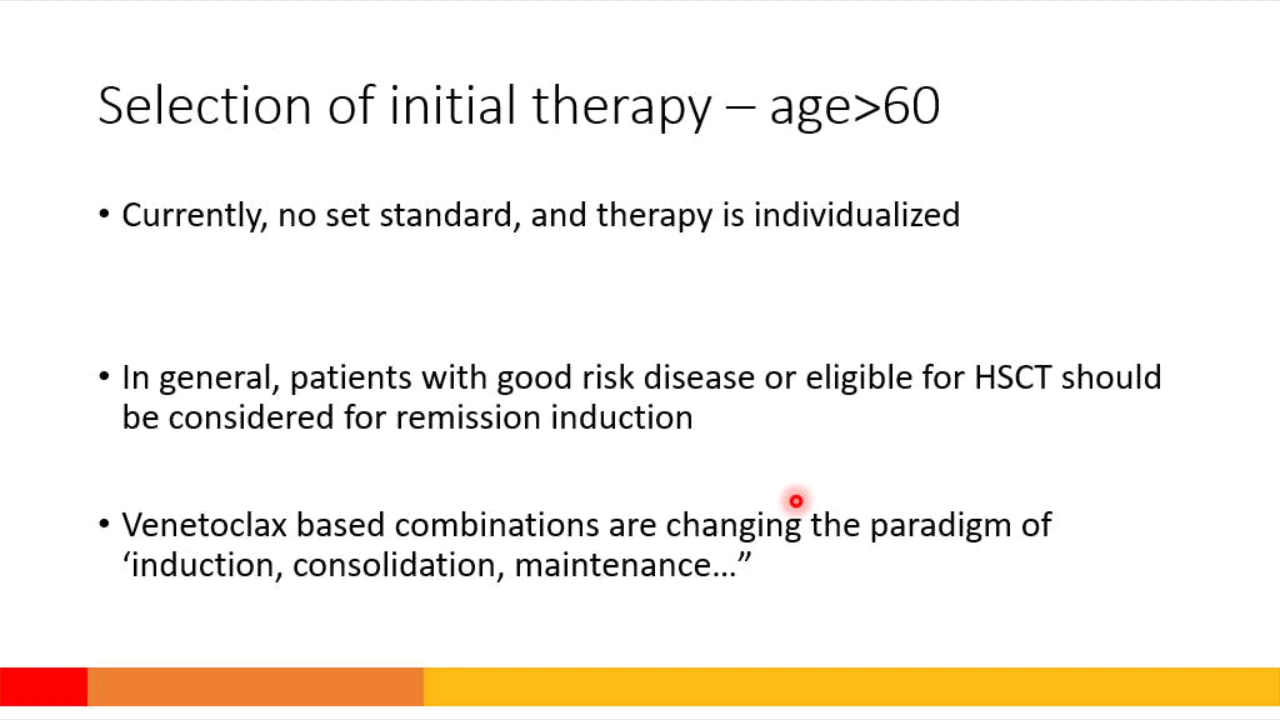 Selection of initial therapy – age>60
• Currently, no set standard, and therapy is individualized
• In general, patients with good risk disease or eligible for HSCT should
be considered for remission induction
• Venetoclax based combinations are changing the paradigm of
‘induction, consolidation, maintenance…”